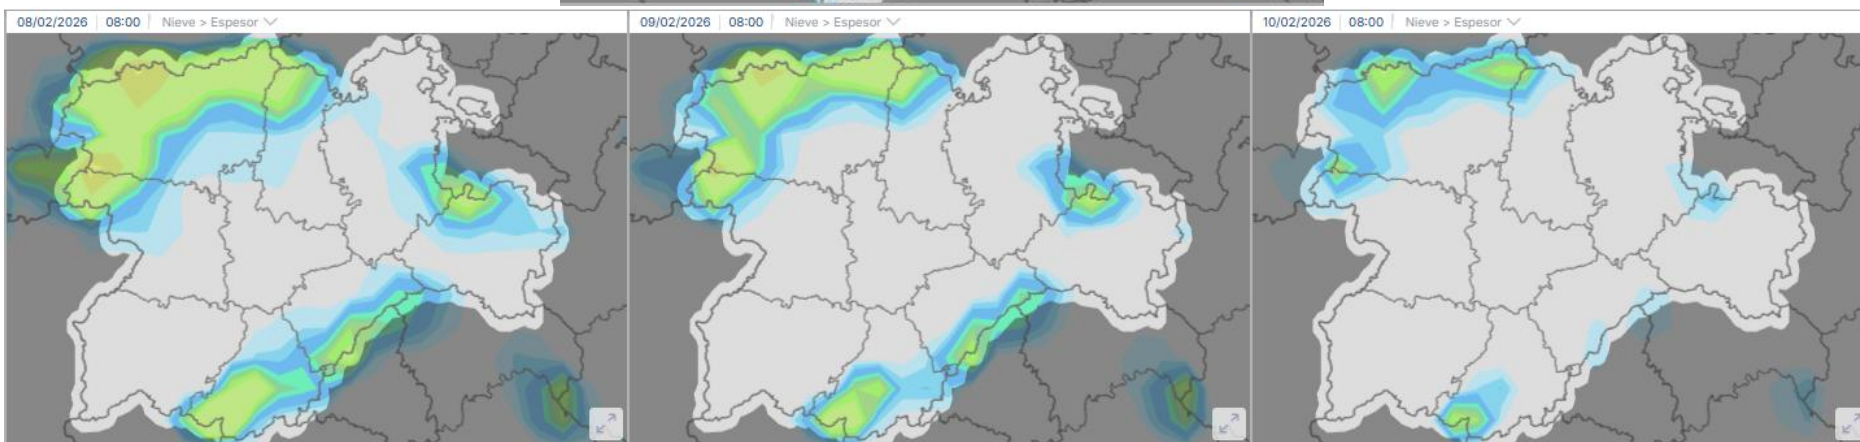 08/02/2026 08:00 Nieve > Espesor
09/02/2026 08:00 Nieve > Espesor
10/02/2026 08:00 Nieve > Espesor